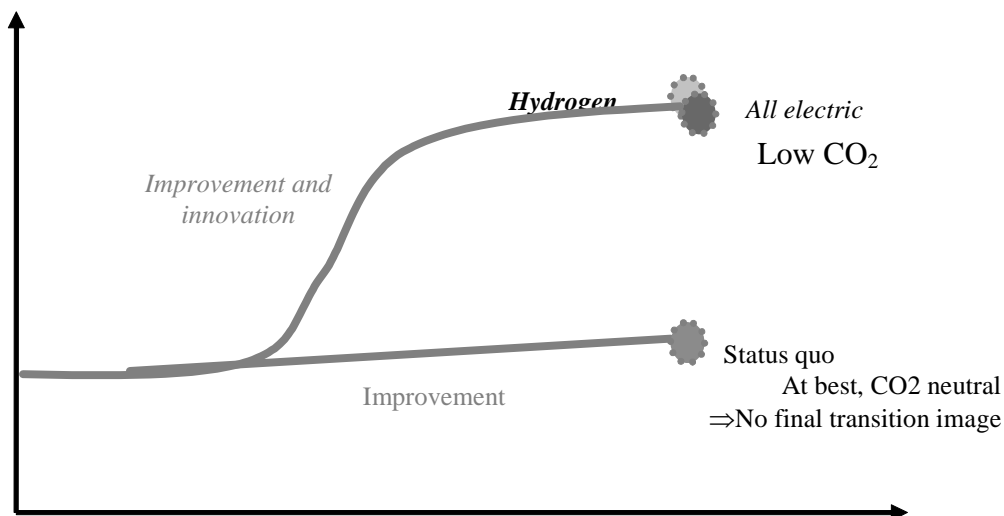 Hydrogen
All electric
Low CO₂
Improvement and
innovation
Status quo
At best, CO2 neutral
Improvement
⇒No final transition image